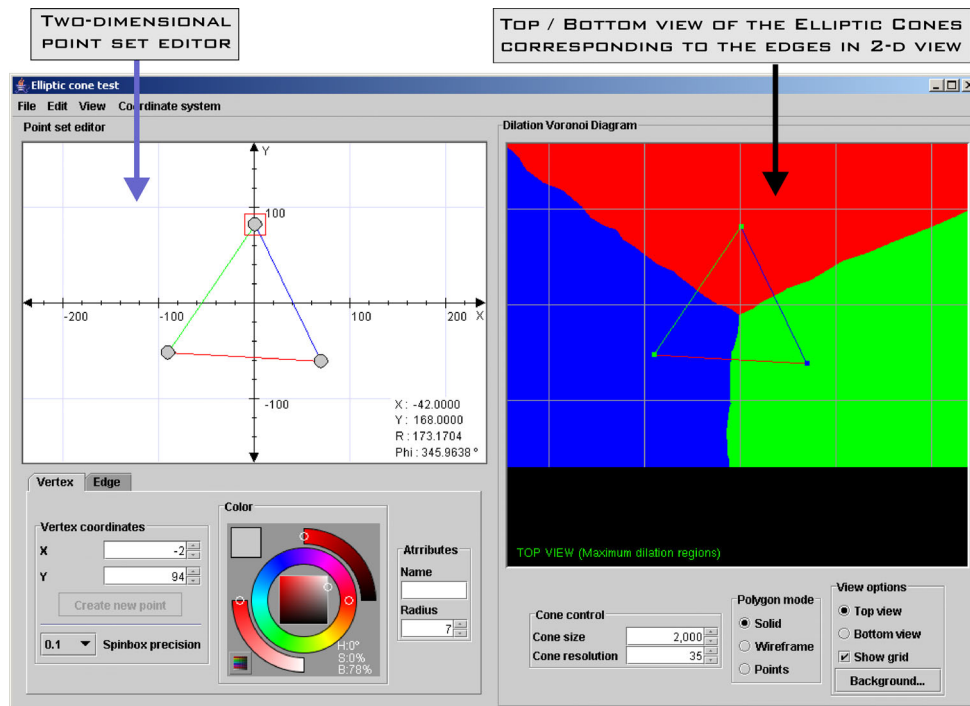 Two-dimensional
point set editor
Top / Bottom view of the Elliptic Cones
corresponding to the edges in 2-d view
Elliptic cone test
File Edit View Coordinate system
Point set editor
Y
100
-200 -100 100 200 X
-100
X : -42.0000
Y : 168.0000
R : 173.1704
Phi : 345.9638 °
Dilation Voronoi Diagram
TOP VIEW (Maximum dilation regions)
Vertex Edge
Vertex coordinates
X -2
Y 94
Create new point
0.1 Spinbox precision
Color
H:0°
S:0%
B:78%
Atrributes
Name
Radius
7
Cone control
Cone size 2,000
Cone resolution 35
Polygon mode
Solid
Wireframe
Points
View options
Top view
Bottom view
Show grid
Background...